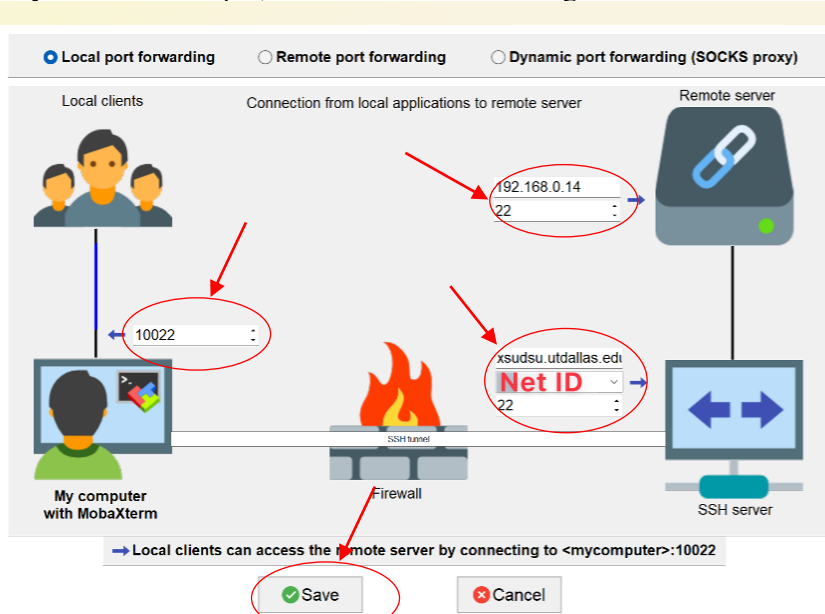 Local port forwarding
Remote port forwarding
Dynamic port forwarding (SOCKS proxy)
Local clients
Connection from local applications to remote server
Remote server
192.168.0.14
22
10022
xsudsu.utdallas.edu
Net ID
22
SSH tunnel
My computer
with MobaXterm
Firewall
SSH server
Local clients can access the remote server by connecting to <mycomputer>:10022
Save
Cancel